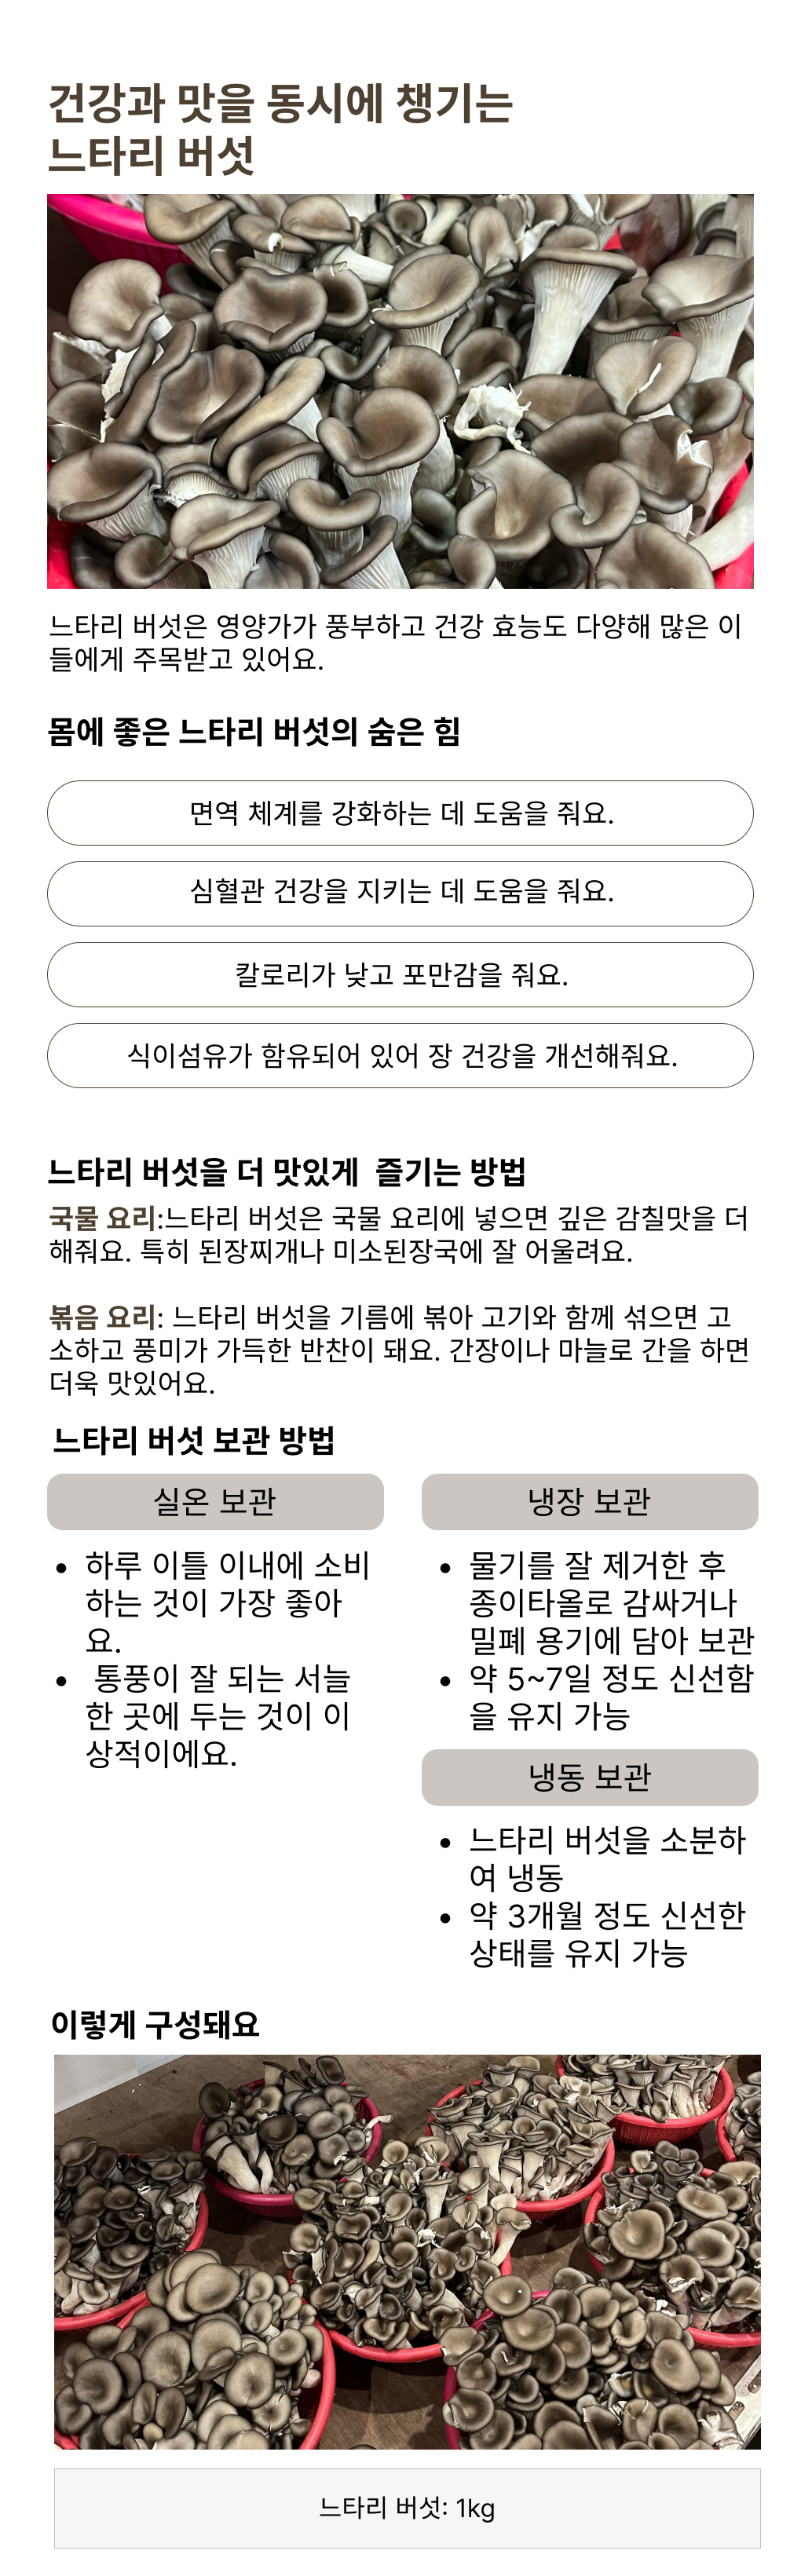 건강과 맛을 동시에 챙기는
느타리 버섯
느타리 버섯은 영양가가 풍부하고 건강 효능도 다양해 많은 이
들에게 주목받고 있어요.
몸에 좋은 느타리 버섯의 숨은 힘
면역 체계를 강화하는 데 도움을 줘요.
심혈관 건강을 지키는 데 도움을 줘요.
칼로리가 낮고 포만감을 줘요.
식이섬유가 함유되어 있어 장 건강을 개선해줘요.
느타리 버섯을 더 맛있게 즐기는 방법
국물 요리:느타리 버섯은 국물 요리에 넣으면 깊은 감칠맛을 더
해줘요. 특히 된장찌개나 미소된장국에 잘 어울려요.
볶음 요리: 느타리 버섯을 기름에 볶아 고기와 함께 섞으면 고
소하고 풍미가 가득한 반찬이 돼요. 간장이나 마늘로 간을 하면
더욱 맛있어요.
느타리 버섯 보관 방법
실온 보관
• 하루 이틀 이내에 소비
하는 것이 가장 좋아
요.
• 통풍이 잘 되는 서늘
한 곳에 두는 것이 이
상적이에요.
냉장 보관
• 물기를 잘 제거한 후
종이타올로 감싸거나
밀폐 용기에 담아 보관
• 약 5~7일 정도 신선함
을 유지 가능
냉동 보관
• 느타리 버섯을 소분하
여 냉동
• 약 3개월 정도 신선한
상태를 유지 가능
이렇게 구성돼요
느타리 버섯: 1kg